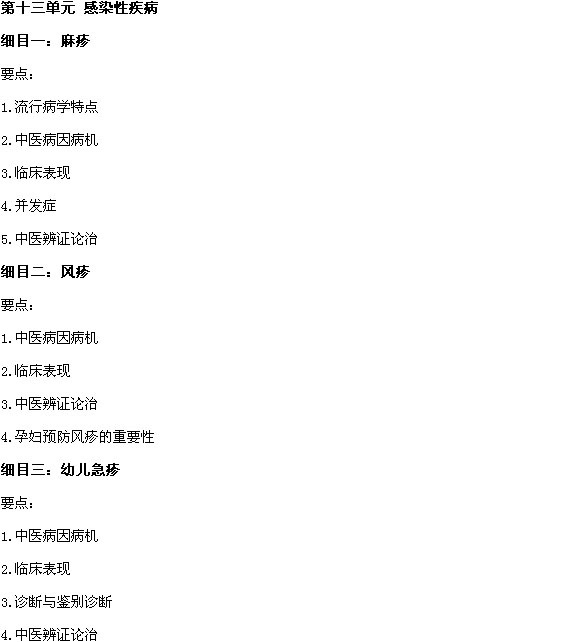 第十三单元 感染性疾病
细目一：麻疹
要点：
1.流行病学特点
2.中医病因病机
3.临床表现
4.并发症
5.中医辨证论治
细目二：风疹
要点：
1.中医病因病机
2.临床表现
3.中医辨证论治
4.孕妇预防风疹的重要性
细目三：幼儿急疹
要点：
1.中医病因病机
2.临床表现
3.诊断与鉴别诊断
4.中医辨证论治